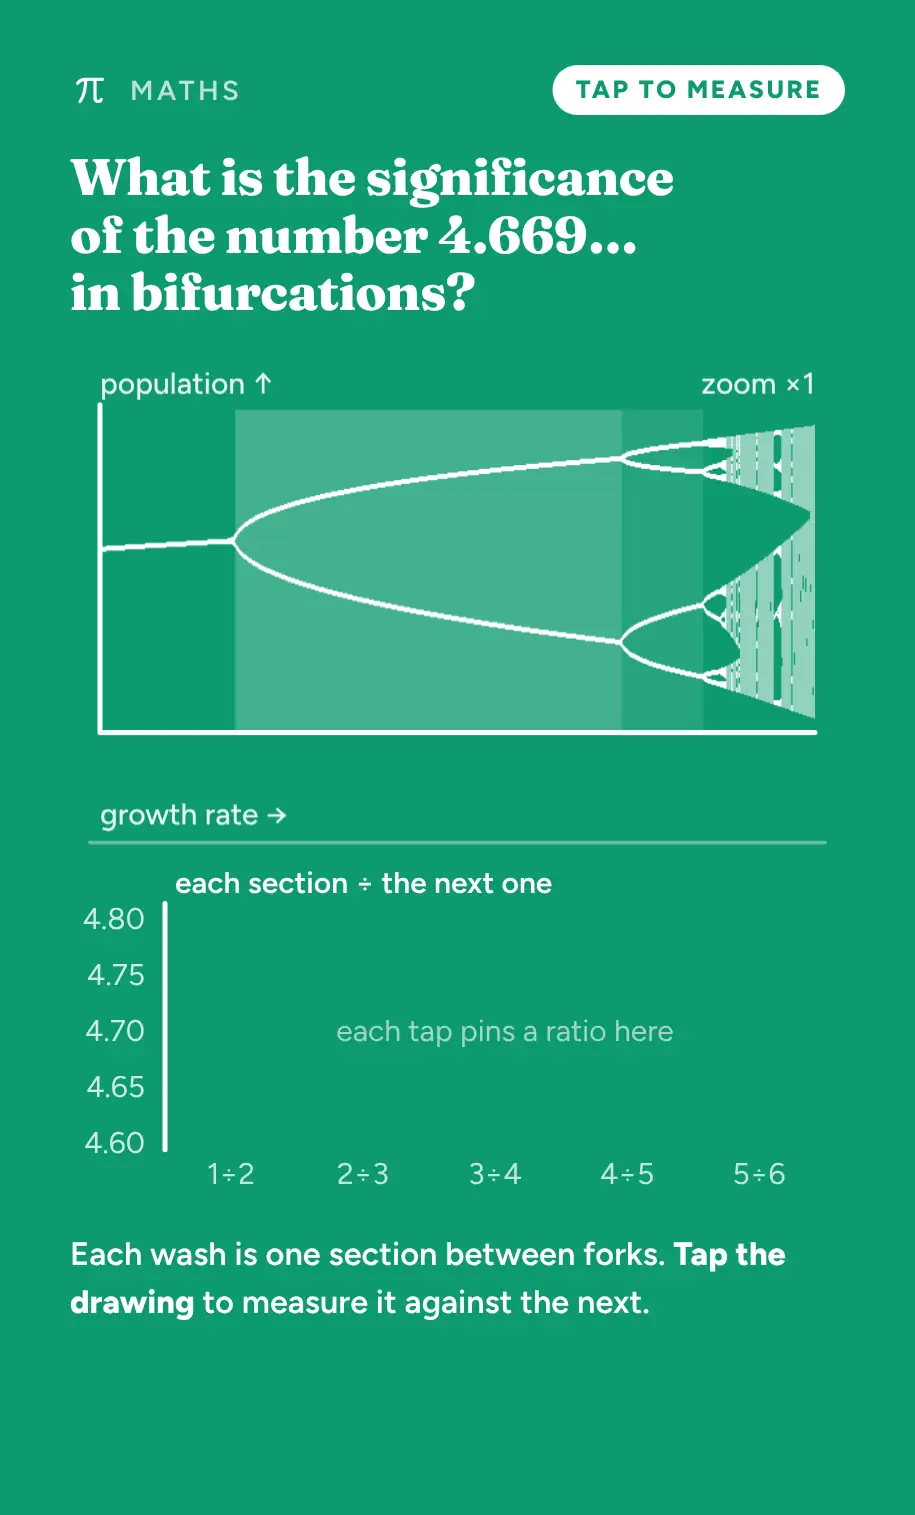 π MATHS
TAP TO MEASURE
What is the significance
of the number 4.669...
in bifurcations?
population ↑
zoom ×1
growth rate →
each section ÷ the next one
4.80
4.75
4.70
4.65
4.60
each tap pins a ratio here
1÷2
2÷3
3÷4
4÷5
5÷6
Each wash is one section between forks. Tap the
drawing to measure it against the next.